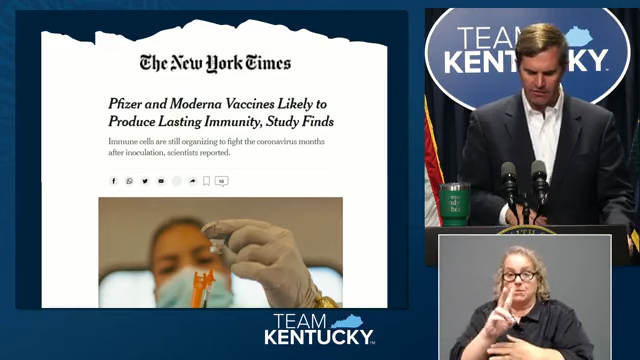 The New York Times
Pfizer and Moderna Vaccines Likely to
Produce Lasting Immunity, Study Finds
Immune cells are still organizing to fight the coronavirus months
after inoculation, scientists reported.
TEAM
KENTUCKY
TEAM
KENTUCKY